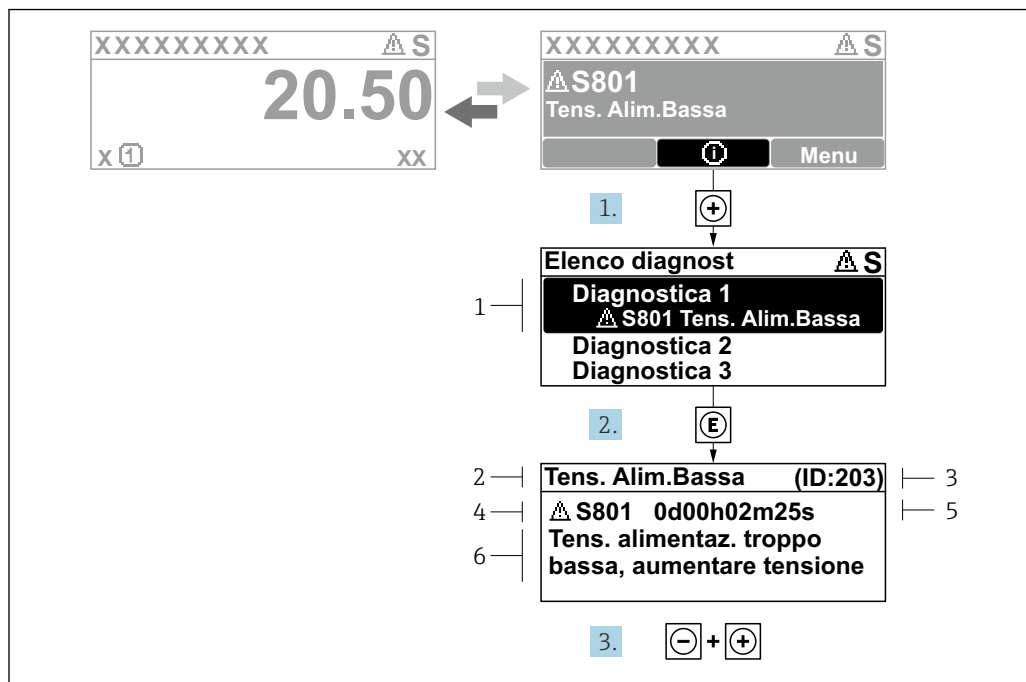 XXXXXXXXX ⚠ S
20.50
x ① xx
XXXXXXXXX ⚠ S
⚠ S801
Tens. Alim.Bassa
ⓘ Menu
1. +
Elenco diagnost ⚠ S
1
Diagnostica 1
⚠ S801 Tens. Alim.Bassa
Diagnostica 2
Diagnostica 3
2. E
2 Tens. Alim.Bassa (ID:203) 3
4 ⚠ S801 0d00h02m25s 5
6
Tens. alimentaz. troppo
bassa, aumentare tensione
3. - + +